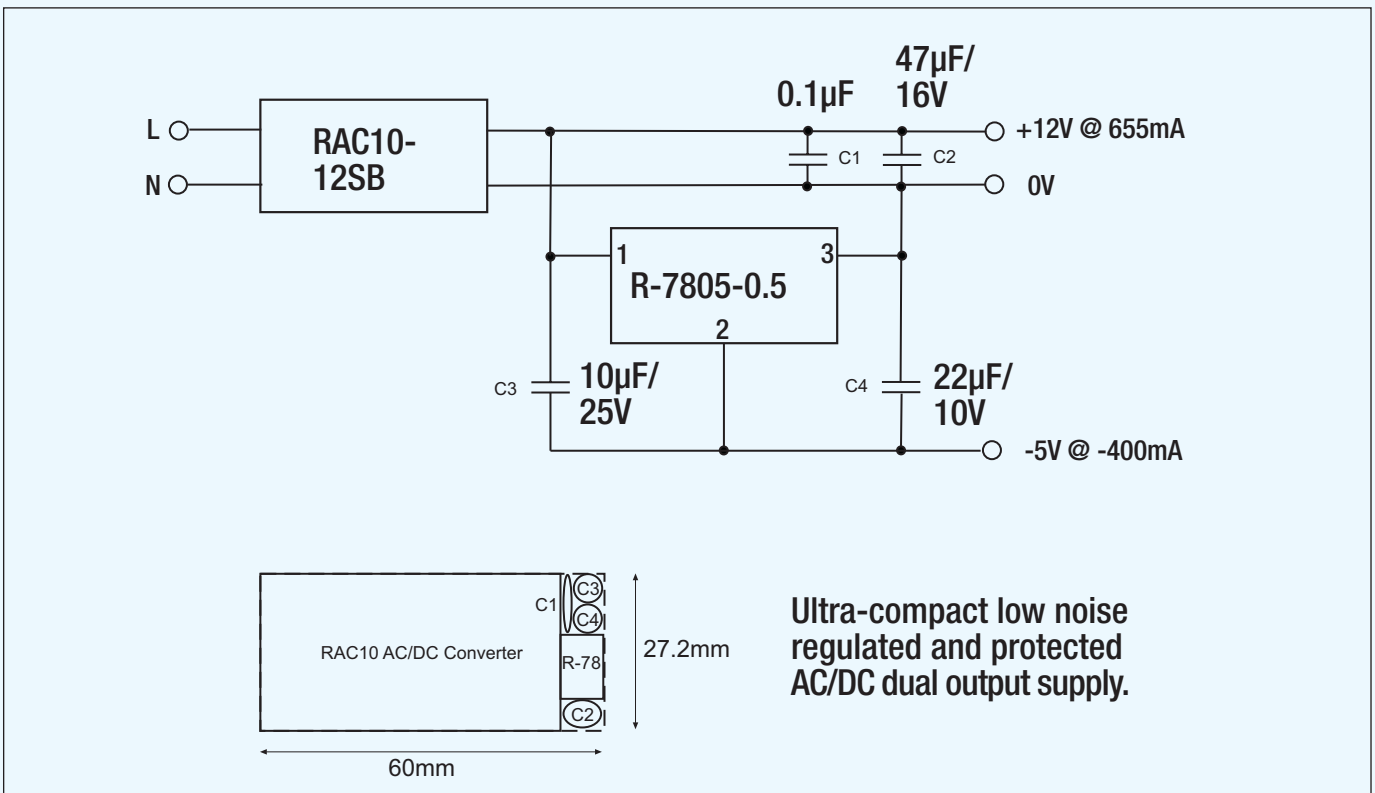 47µF/
16V
0.1µF
L
RAC10-
12SB
+12V @ 655mA
C1
C2
N
0V
1
3
R-7805-0.5
2
C3
10µF/
25V
C4
22µF/
10V
-5V @ -400mA
RAC10 AC/DC Converter
C1
C3
C4
R-78
C2
27.2mm
60mm
Ultra-compact low noise
regulated and protected
AC/DC dual output supply.